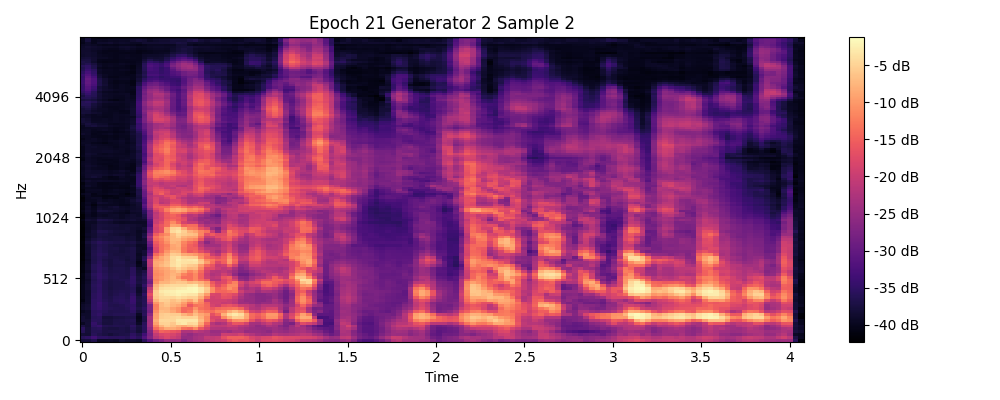 Epoch 21 Generator 2 Sample 2
Hz
4096
2048
1024
512
0
0 0.5 1 1.5 2 2.5 3 3.5 4
Time
-5 dB
-10 dB
-15 dB
-20 dB
-25 dB
-30 dB
-35 dB
-40 dB